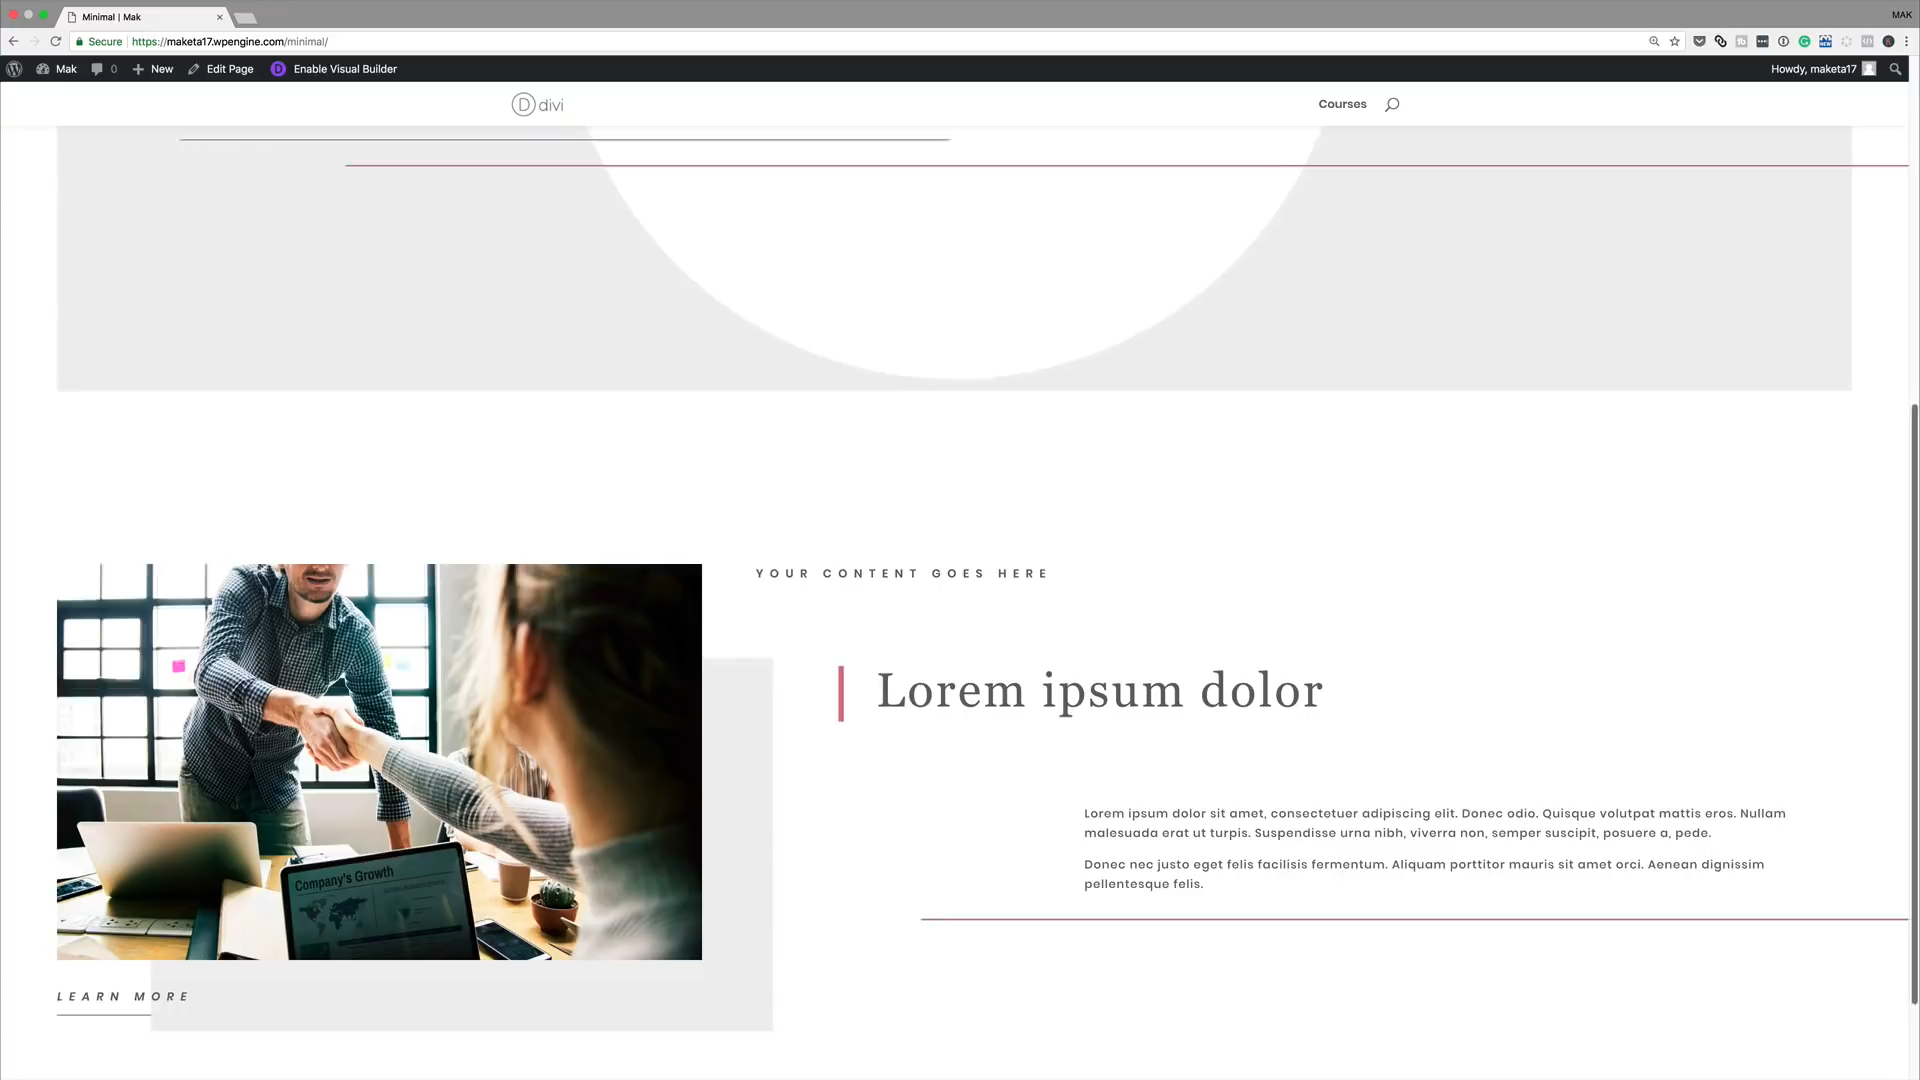 Minimal | Mak
MAK
Secure
https://maketa17.wpengine.com/minimal/
Mak
0
New
Edit Page
D
Enable Visual Builder
Howdy, maketa17
D divi
Courses
YOUR CONTENT GOES HERE
Lorem ipsum dolor
Lorem ipsum dolor sit amet, consectetuer adipiscing elit. Donec odio. Quisque volutpat mattis eros. Nullam
malesuada erat ut turpis. Suspendisse urna nibh, viverra non, semper suscipit, posuere a, pede.
Donec nec justo eget felis facilisis fermentum. Aliquam porttitor mauris sit amet orci. Aenean dignissim
pellentesque felis.
Company's Growth
LEARN MORE